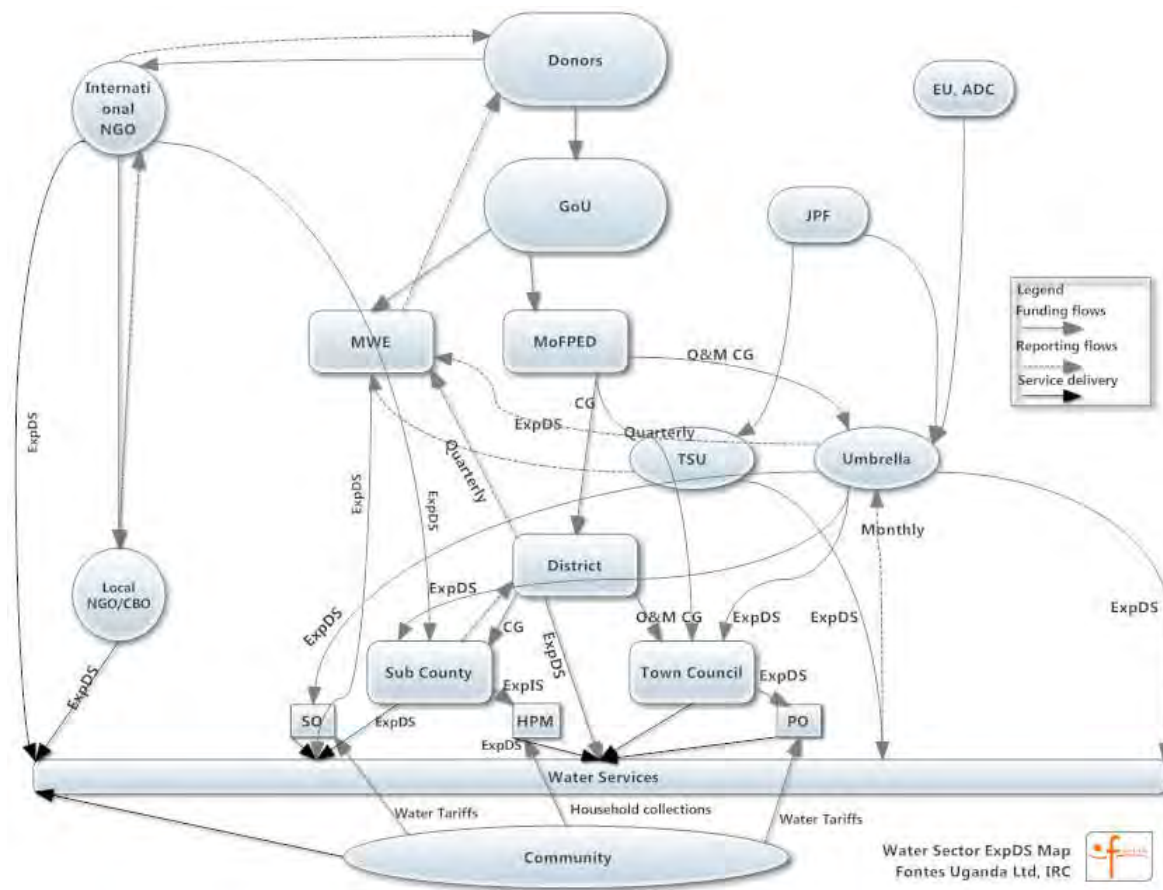 Donors
Internati
onal
NGO
EU, ADC
GoU
JPF
Legend
Funding flows
Reporting flows
Service delivery
MWE
MoFPED
O&M CG
CG
ExpDS
Quarterly
ExpDS
TSU
Umbrella
Quarterly
ExpDS
ExpDS
Monthly
District
Local
NGO/CBO
ExpDS
ExpDS
ExpDS
O&M CG
ExpDS
ExpDS
CG
ExpDS
Sub County
Town Council
ExpDS
ExpIS
ExpDS
SO
ExpDS
HPM
PO
ExpDS
Water Services
Water Tariffs
Household collections
Water Tariffs
Community
Water Sector ExpDS Map
Fontes Uganda Ltd, IRC